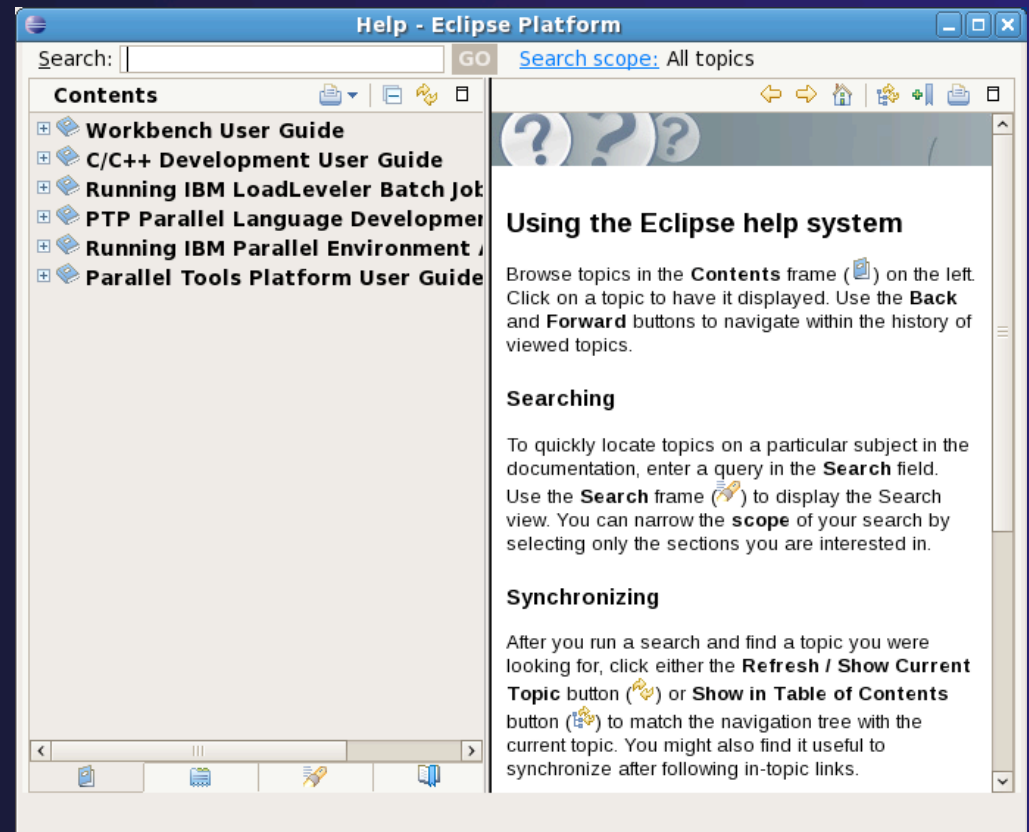 Help - Eclipse Platform
Search: GO Search scope: All topics
Contents
Workbench User Guide
C/C++ Development User Guide
Running IBM LoadLeveler Batch Job
PTP Parallel Language Developmen
Running IBM Parallel Environment
Parallel Tools Platform User Guide
Using the Eclipse help system
Browse topics in the Contents frame ( ) on the left.
Click on a topic to have it displayed. Use the Back
and Forward buttons to navigate within the history of
viewed topics.
Searching
To quickly locate topics on a particular subject in the
documentation, enter a query in the Search field.
Use the Search frame ( ) to display the Search
view. You can narrow the scope of your search by
selecting only the sections you are interested in.
Synchronizing
After you run a search and find a topic you were
looking for, click either the Refresh / Show Current
Topic button ( ) or Show in Table of Contents
button ( ) to match the navigation tree with the
current topic. You might also find it useful to
synchronize after following in-topic links.